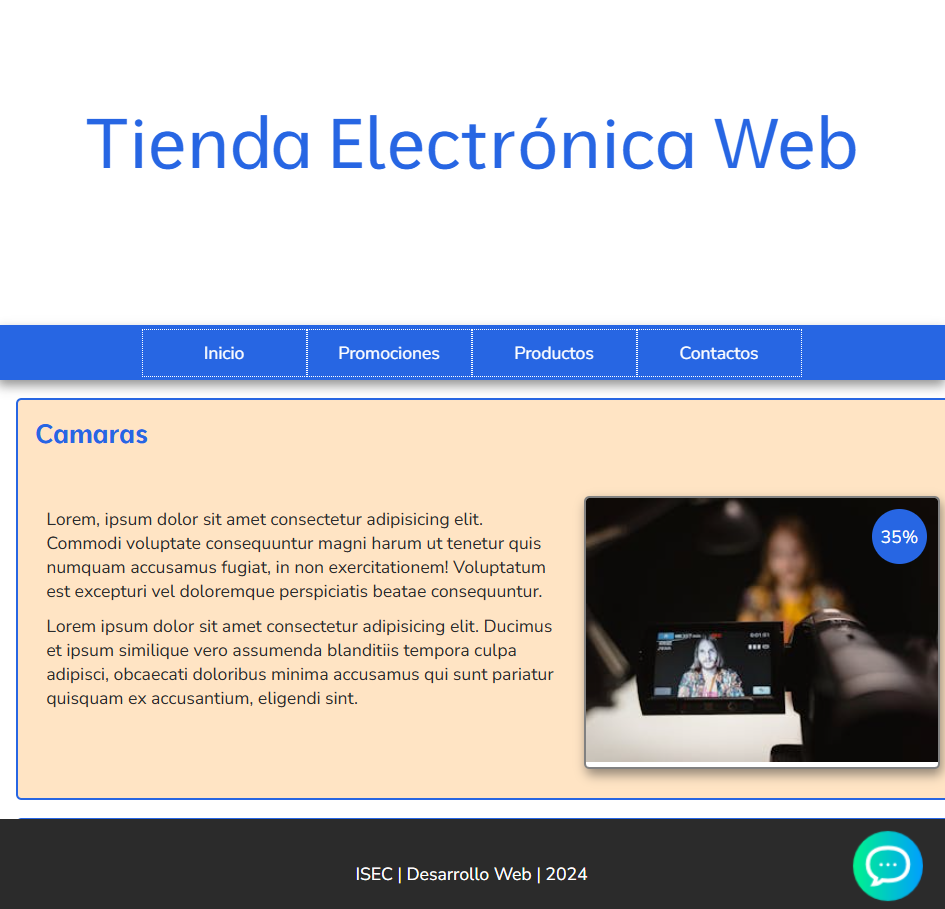 Tienda Electrónica Web
Inicio
Promociones
Productos
Contactos
Camaras
Lorem, ipsum dolor sit amet consectetur adipisicing elit.
Commodi voluptate consequuntur magni harum ut tenetur quis
numquam accusamus fugiat, in non exercitationem! Voluptatum
est excepturi vel doloremque perspiciatis beatae consequuntur.
Lorem ipsum dolor sit amet consectetur adipisicing elit. Ducimus
et ipsum similique vero assumenda blanditiis tempora culpa
adipisci, obcaecati doloribus minima accusamus qui sunt pariatur
quisquam ex accusantium, eligendi sint.
35%
ISEC | Desarrollo Web | 2024